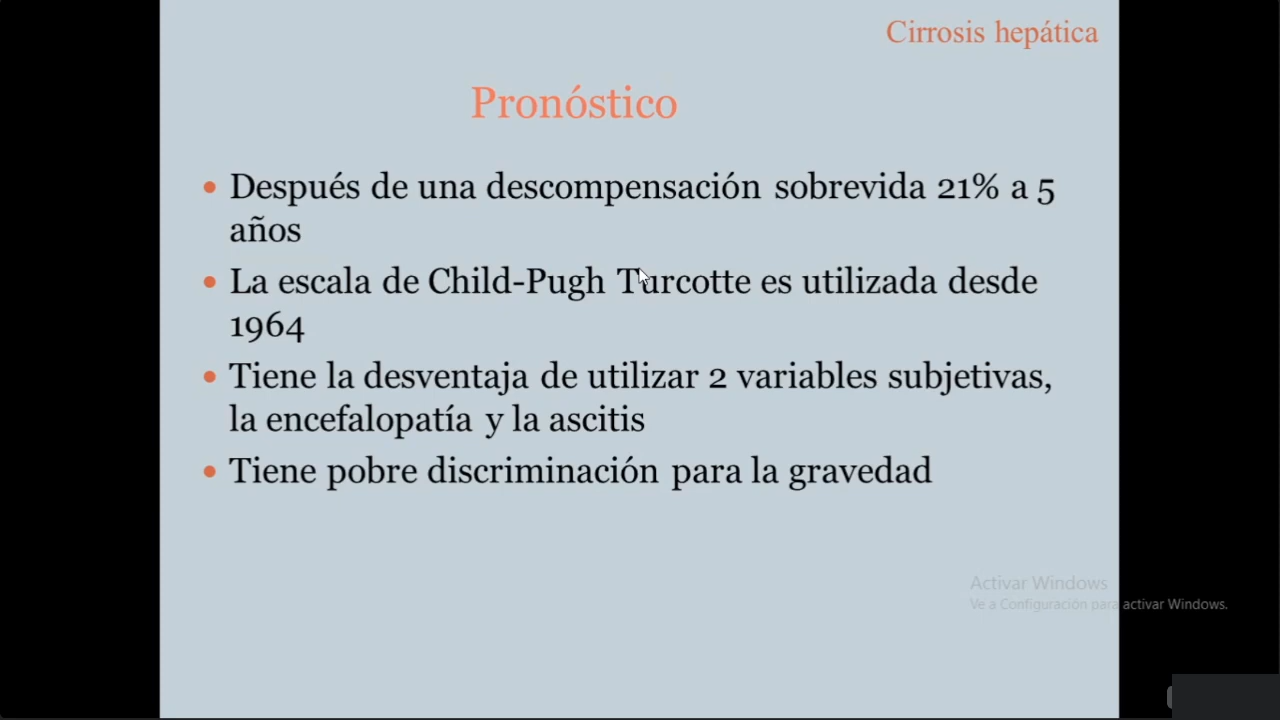 Cirrosis hepática
Pronóstico
• Después de una descompensación sobrevida 21% a 5
años
• La escala de Child-Pugh Turcotte es utilizada desde
1964
• Tiene la desventaja de utilizar 2 variables subjetivas,
la encefalopatía y la ascitis
• Tiene pobre discriminación para la gravedad
Activar Windows
Ve a Configuración para activar Windows.